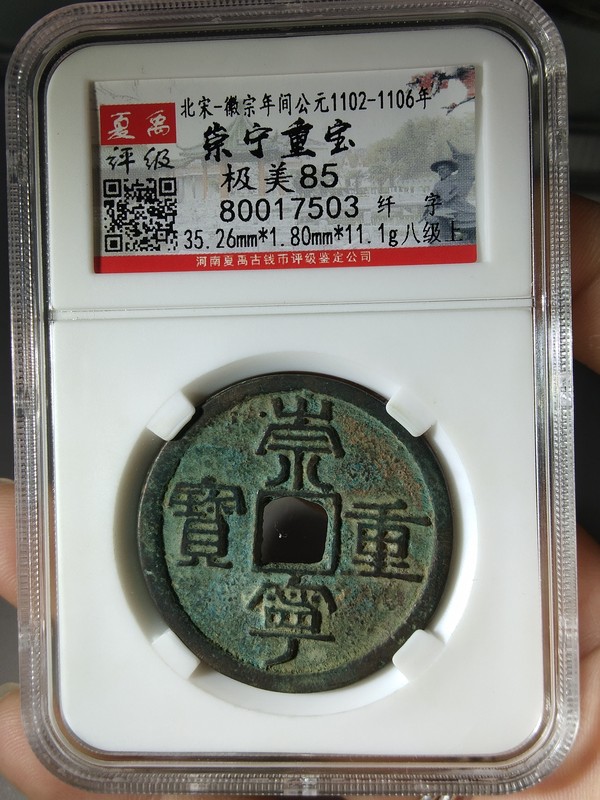 北宋-徽宗年间公元1102-1106年
夏禹
评级
崇宁重宝
极美85
80017503 纤字
35.26mm*1.80mm*11.1g八级上
河南夏禹古钱币评级鉴定公司
崇寧重寶